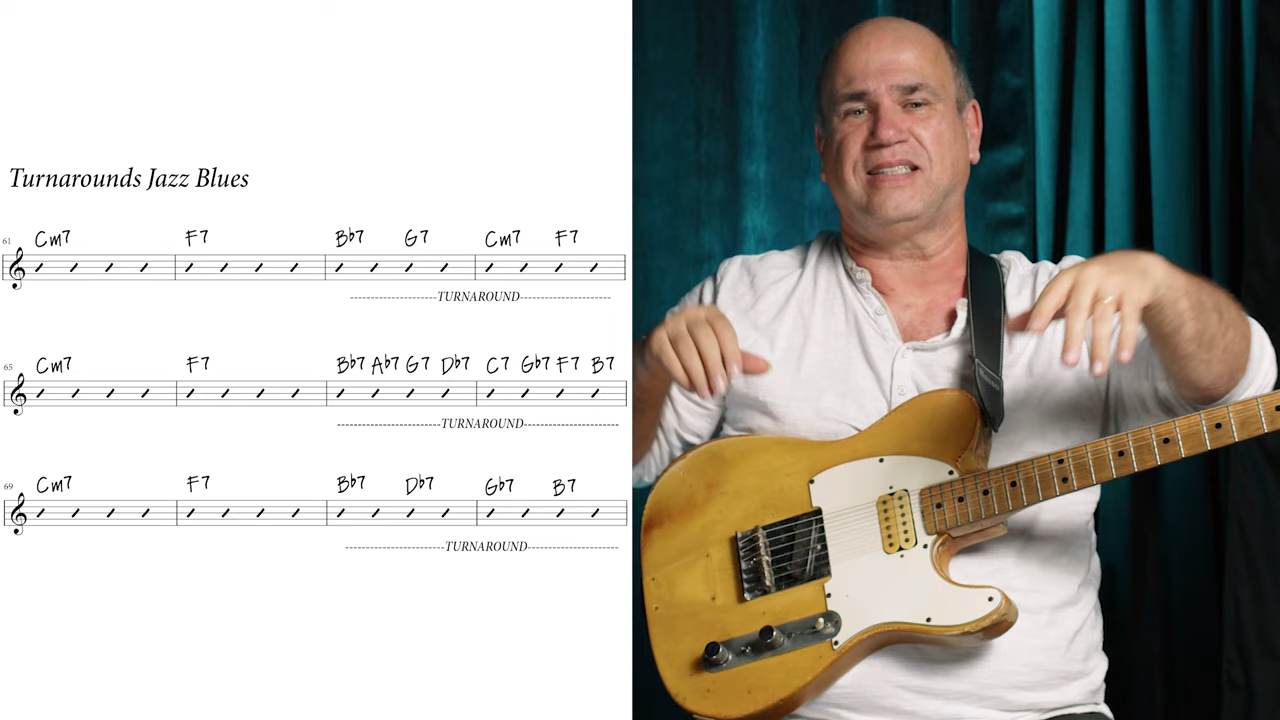 Turnarounds Jazz Blues
61 Cm7 F7 Bb7 G7 Cm7 F7
TURNAROUND
65 Cm7 F7 Bb7 Ab7 G7 Db7 C7 Gb7 F7 B7
TURNAROUND
69 Cm7 F7 Bb7 Db7 Gb7 B7
TURNAROUND